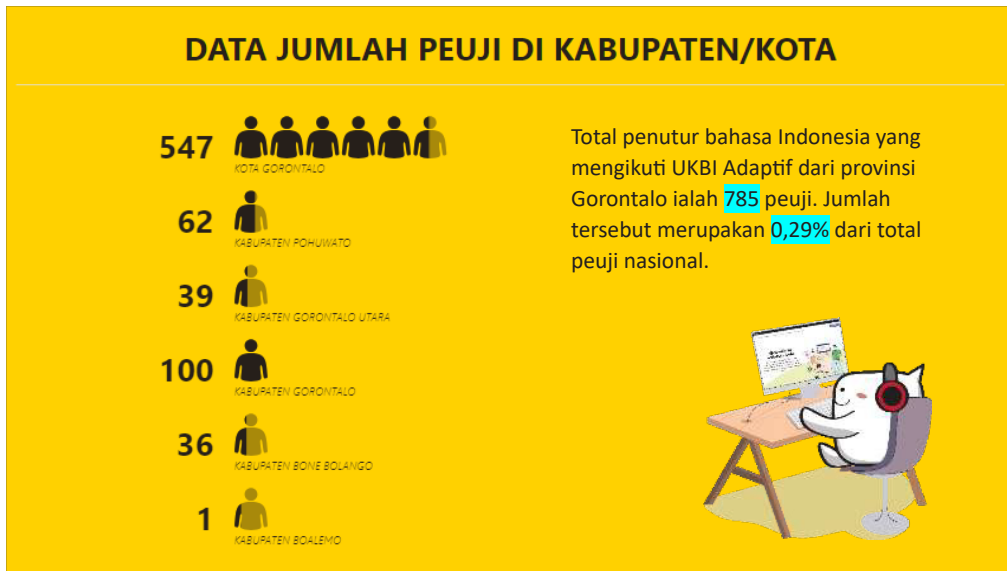 DATA JUMLAH PEUJI DI KABUPATEN/KOTA
547
KOTA GORONTALO
62
KABUPATEN POHUWATO
39
KABUPATEN GORONTALO UTARA
100
KABUPATEN GORONTALO
36
KABUPATEN BONE BOLANGO
1
KABUPATEN BOALEMO
Total penutur bahasa Indonesia yang
mengikuti UKBI Adaptif dari provinsi
Gorontalo ialah 785 peuji. Jumlah
tersebut merupakan 0,29% dari total
peuji nasional.